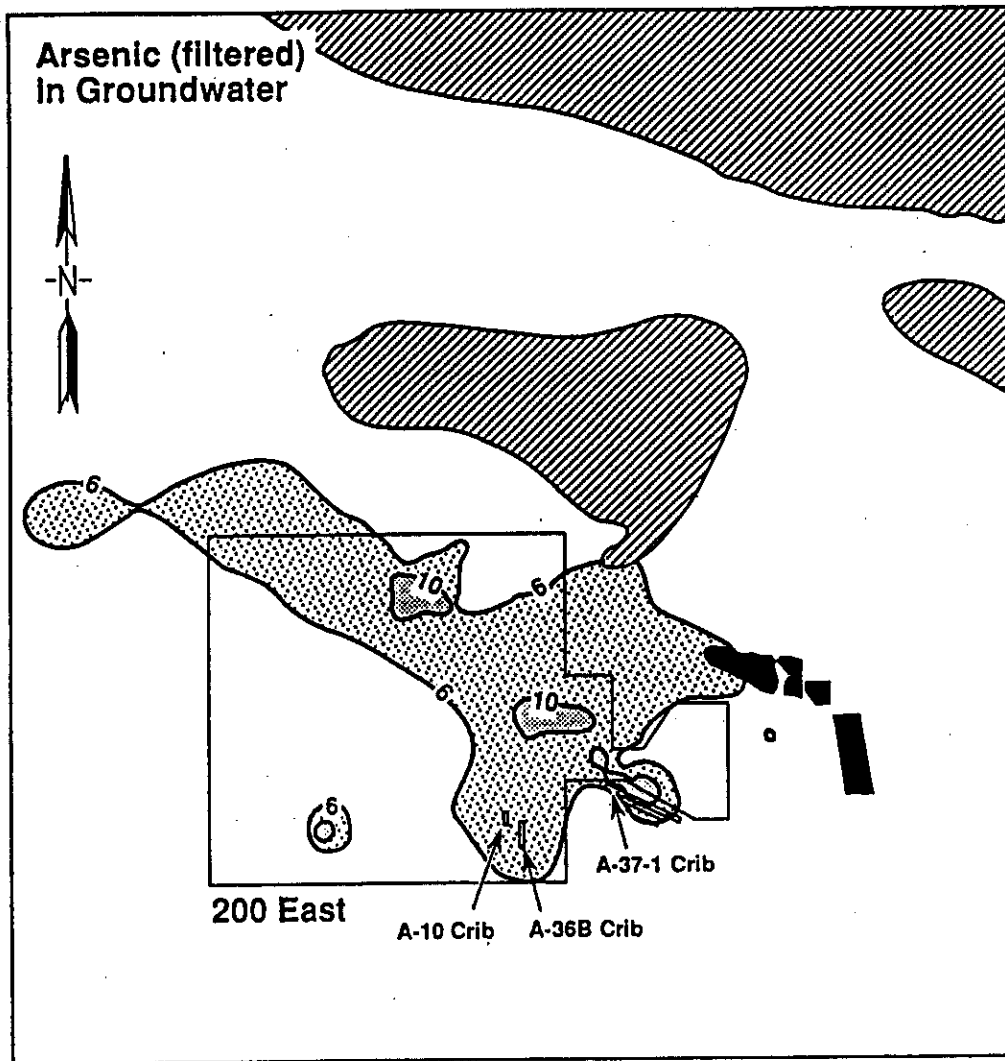 Arsenic (filtered)
in Groundwater
-N-
6
10
6
6
10
6
A-37-1 Crib
200 East
A-10 Crib
A-36B Crib